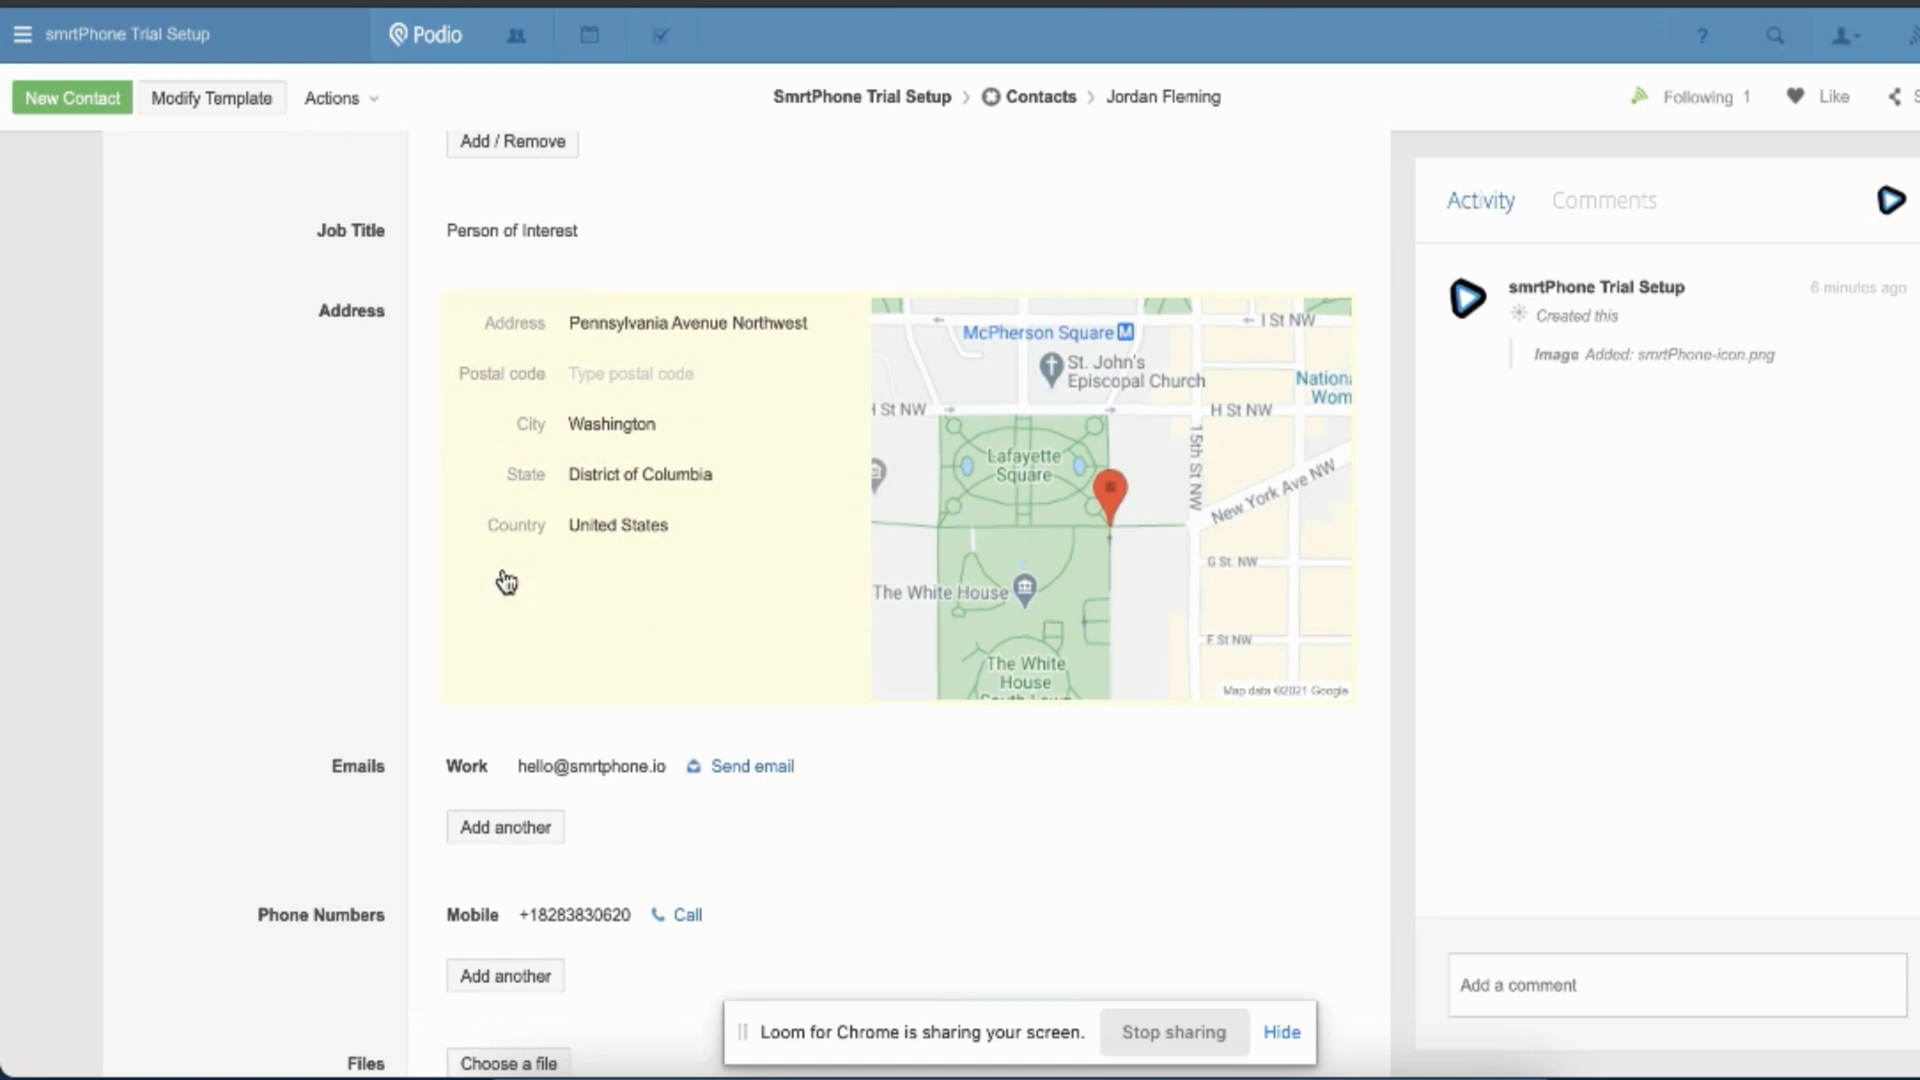 smrtPhone Trial Setup
Podio
?
New Contact
Modify Template
Actions
SmrtPhone Trial Setup > Contacts > Jordan Fleming
Following 1
Like
S
Add / Remove
Job Title
Person of Interest
Address
Address Pennsylvania Avenue Northwest
Postal code Type postal code
City Washington
State District of Columbia
Country United States
I St NW
McPherson Square M
St. John's
Episcopal Church
Nationa
Wom
H St NW
H St NW
15th St NW
Lafayette
Square
New York Ave NW
G St. NW
The White House
F St NW
The White
House
South Lawn
Map data ©2021 Google
Emails
Work hello@smrtphone.io Send email
Add another
Phone Numbers
Mobile +18283830620 Call
Add another
Files
Choose a file
Activity
Comments
smrtPhone Trial Setup
6 minutes ago
Created this
Image Added: smrtPhone-icon.png
Add a comment
Loom for Chrome is sharing your screen.
Stop sharing
Hide